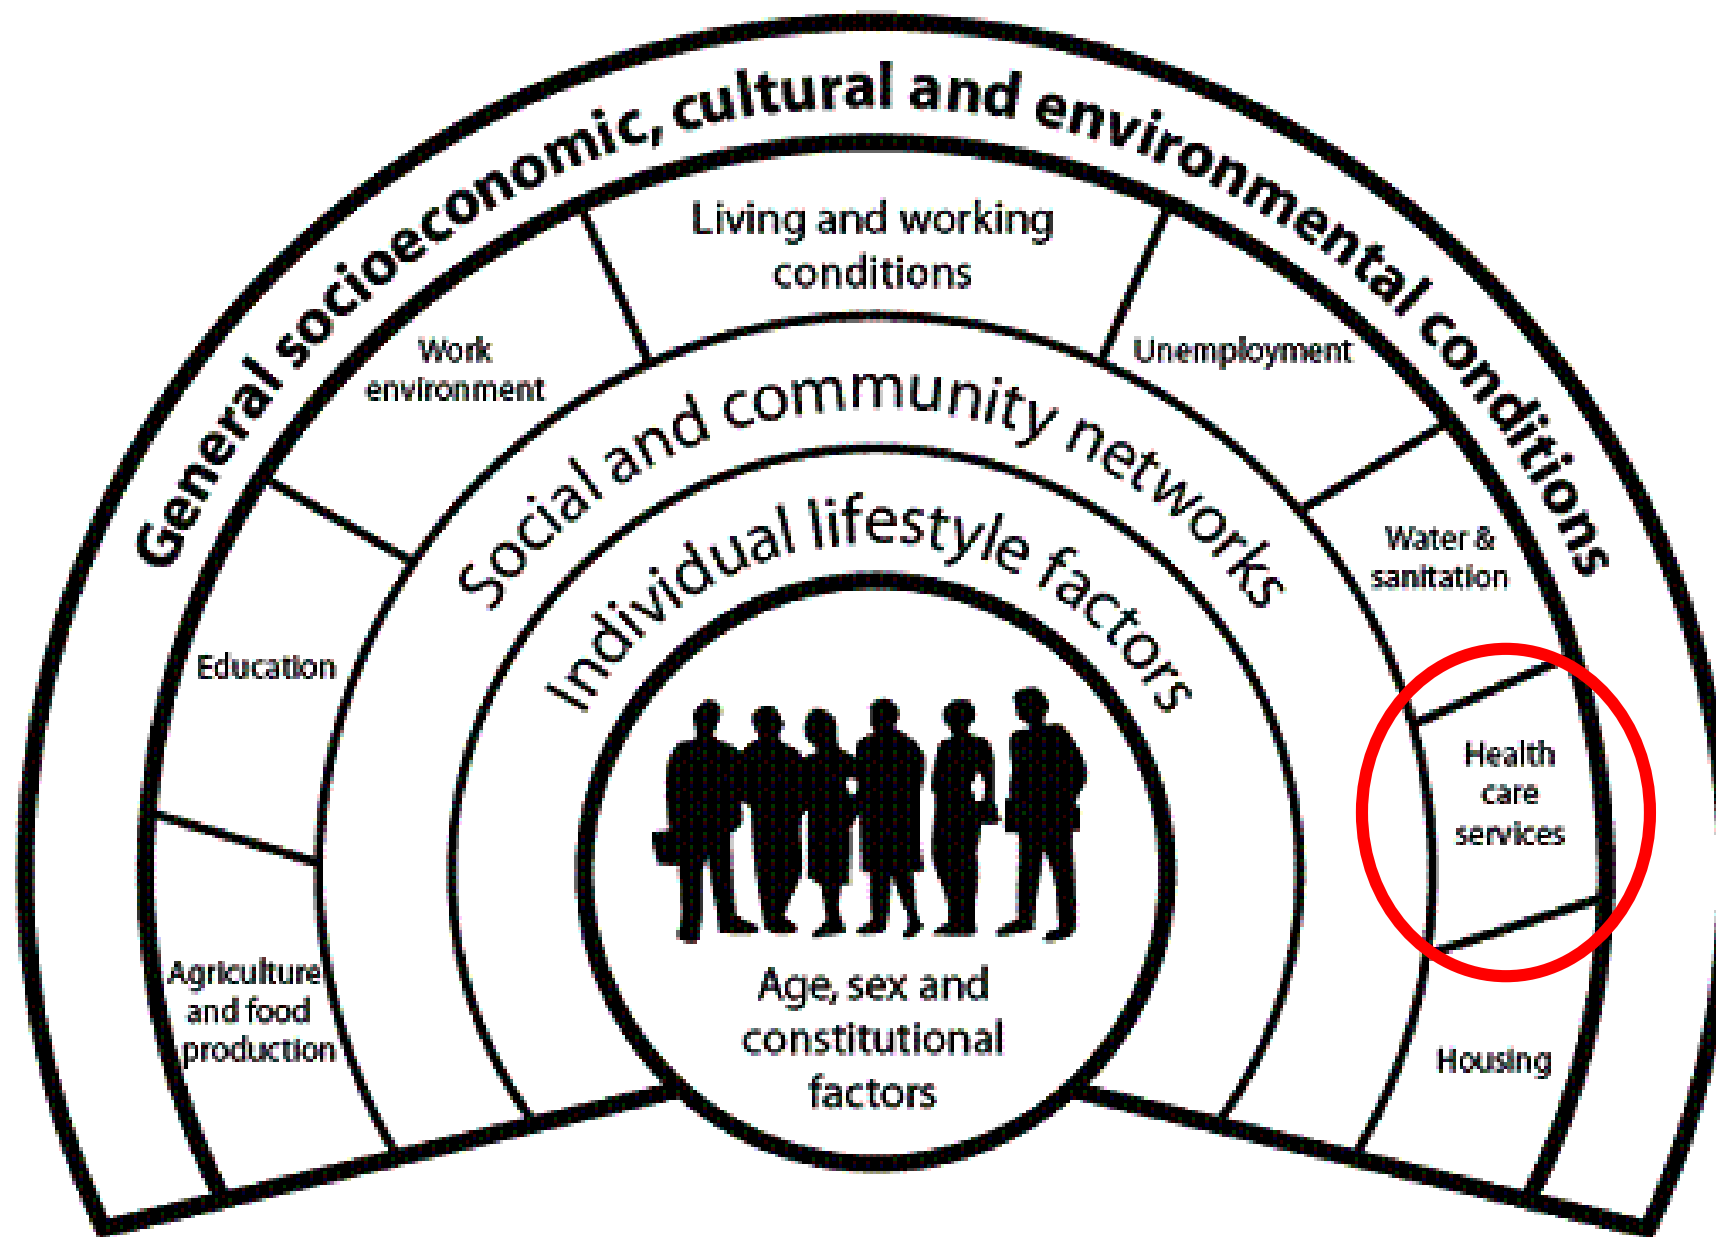 General socioeconomic, cultural and environmental conditions
Living and working
conditions
Work
environment
Unemployment
Social and community networks
Water &
sanitation
Individual lifestyle factors
Education
Health
care
services
Agriculture
and food
production
Age, sex and
constitutional
factors
Housing